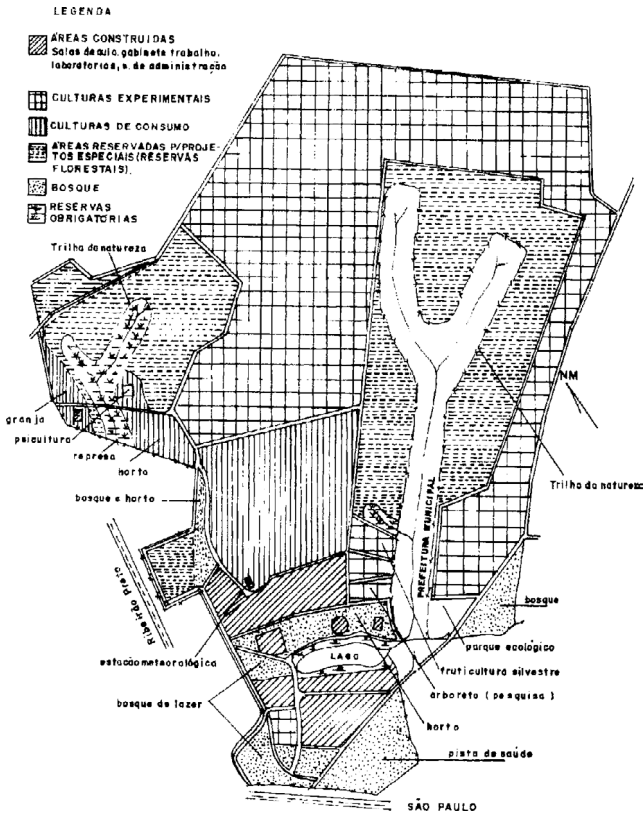 LEGENDA
ÁREAS CONSTRUIDAS
Salas de aula, gabinete trabalho,
laboratórios, s. de administração
CULTURAS EXPERIMENTAIS
CULTURAS DE CONSUMO
ÁREAS RESERVADAS P/PROJE-
TOS ESPECIAIS (RESERVAS
FLORESTAIS).
BOSQUE
RESERVAS
OBRIGATÓRIAS
Trilha da natureza
granja
psicultura
represa
horto
bosque e horto
Ribeirão Preto
estação meteorológica
bosque de lazer
LAGO
PREFEITURA MUNICIPAL
NM
Trilha da natureza
bosque
parque ecológico
fruticultura silvestre
arboreto (pesquisa)
horto
pista de saúde
SÃO PAULO